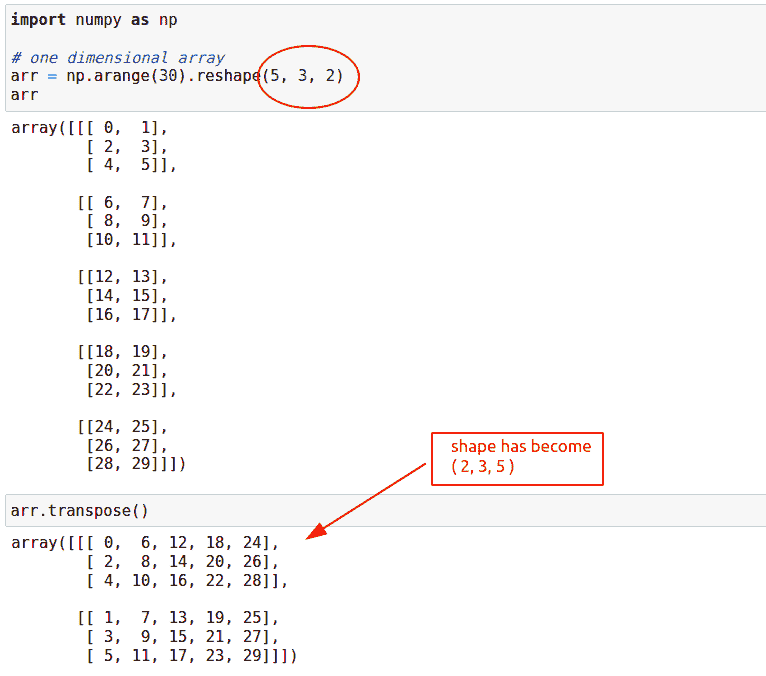 import numpy as np
# one dimensional array
arr = np.arange(30).reshape(5, 3, 2)
arr
array([[[ 0,  1],
        [ 2,  3],
        [ 4,  5]],
       [[ 6,  7],
        [ 8,  9],
        [10, 11]],
       [[12, 13],
        [14, 15],
        [16, 17]],
       [[18, 19],
        [20, 21],
        [22, 23]],
       [[24, 25],
        [26, 27],
        [28, 29]]])
shape has become
( 2, 3, 5 )
arr.transpose()
array([[[ 0,  6, 12, 18, 24],
        [ 2,  8, 14, 20, 26],
        [ 4, 10, 16, 22, 28]],
       [[ 1,  7, 13, 19, 25],
        [ 3,  9, 15, 21, 27],
        [ 5, 11, 17, 23, 29]]])